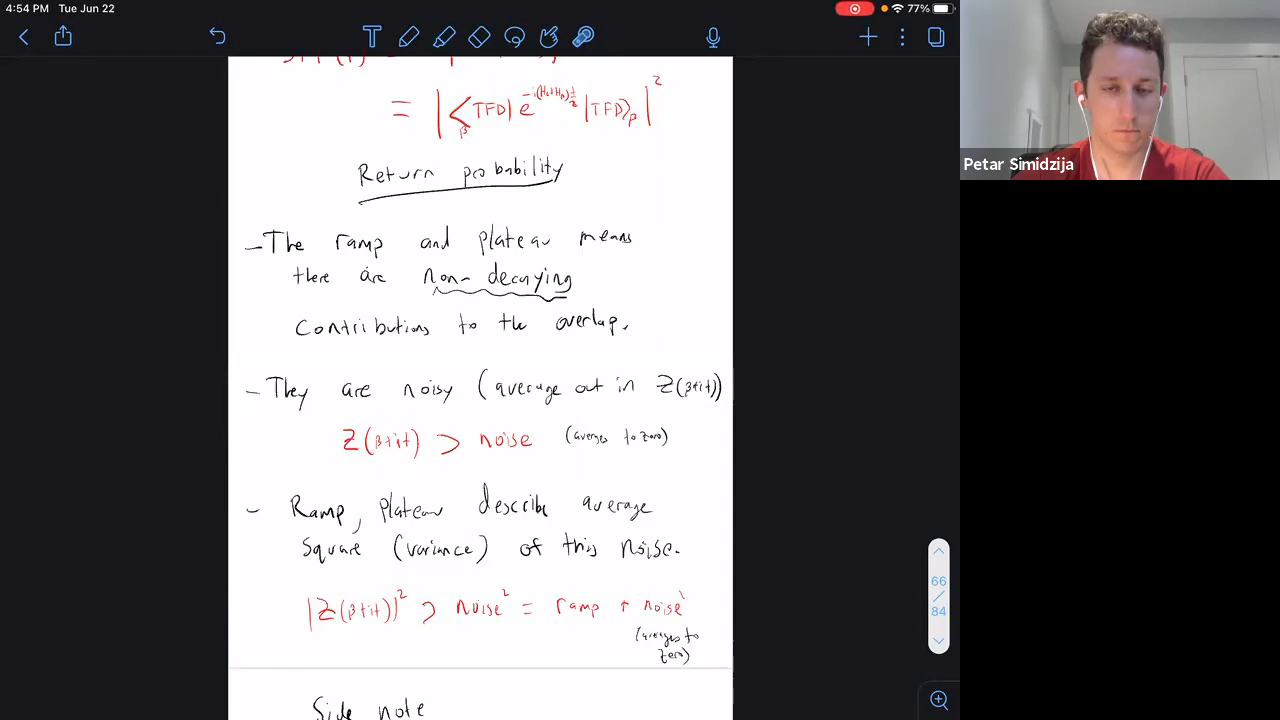 4:54 PM Tue Jun 22
77%
= | <TFD| e^{-i(H_L+H_R)t/2} |TFD>_β |²
β
Return probability
- The ramp and plateau means
there are non-decaying
contributions to the overlap.
- They are noisy (average out in Z(β+it))
Z(β+it) ⊃ noise (averges to zero)
- Ramp, plateau describe average
square (variance) of this noise.
|Z(β+it)|² ⊃ noise² = ramp + noise'
(averges to
zero)
Side note
66
/
84
Petar Simidzija